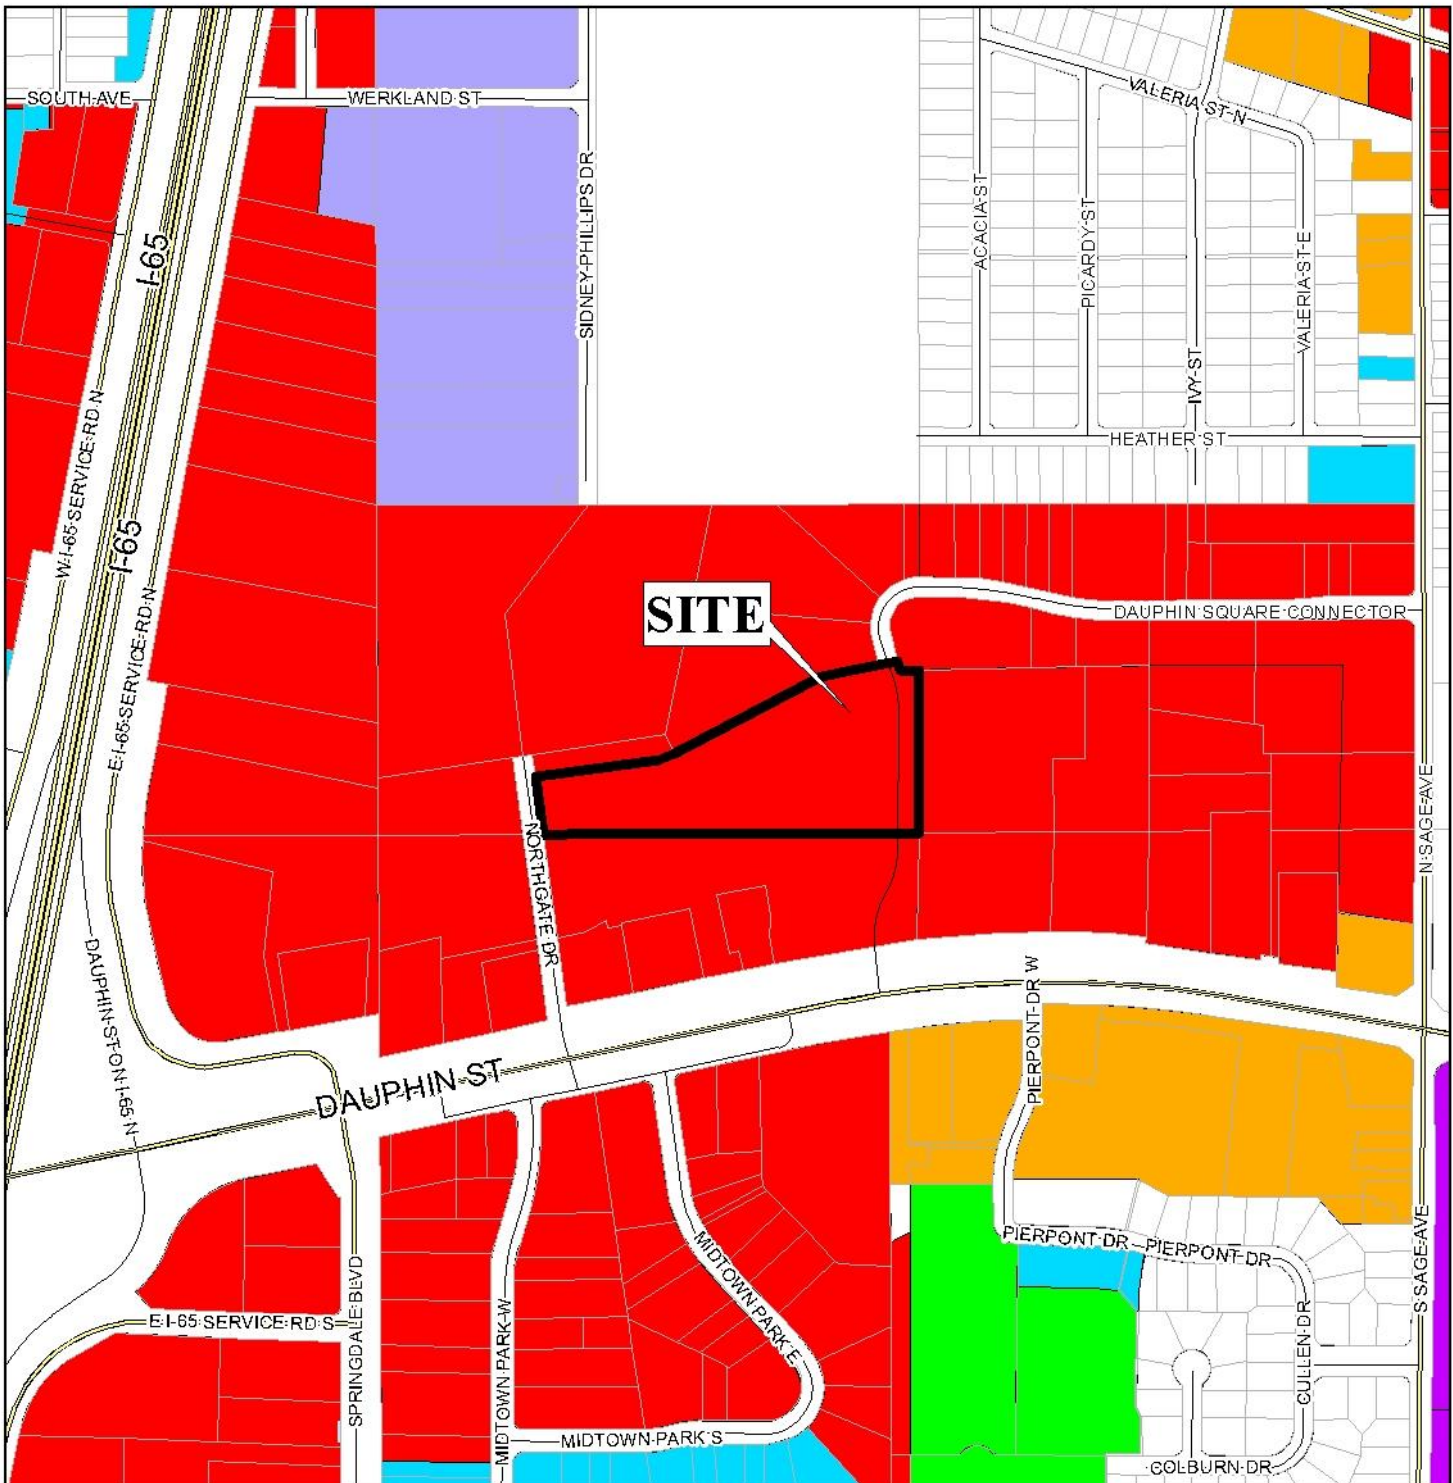 SOUTH AVE
WERKLAND ST
VALERIA ST N
SIDNEY PHILLIPS DR
ACACIA ST
PICARDY ST
I-65
VALERIA ST E
IVY ST
W I-65 SERVICE RD N
HEATHER ST
I-65
SITE
DAUPHIN SQUARE CONNECTOR
E I-65 SERVICE RD N
N SAGE AVE
NORTHGATE DR
DAUPHIN ST ON I-65 N
PIERPONT DR W
DAUPHIN ST
PIERPONT DR
PIERPONT DR
S SAGE AVE
MIDTOWN PARK E
E I-65 SERVICE RD S
SPRINGDALE BLVD
MIDTOWN PARK W
CULLEN DR
MIDTOWN PARK S
COLBURN DR